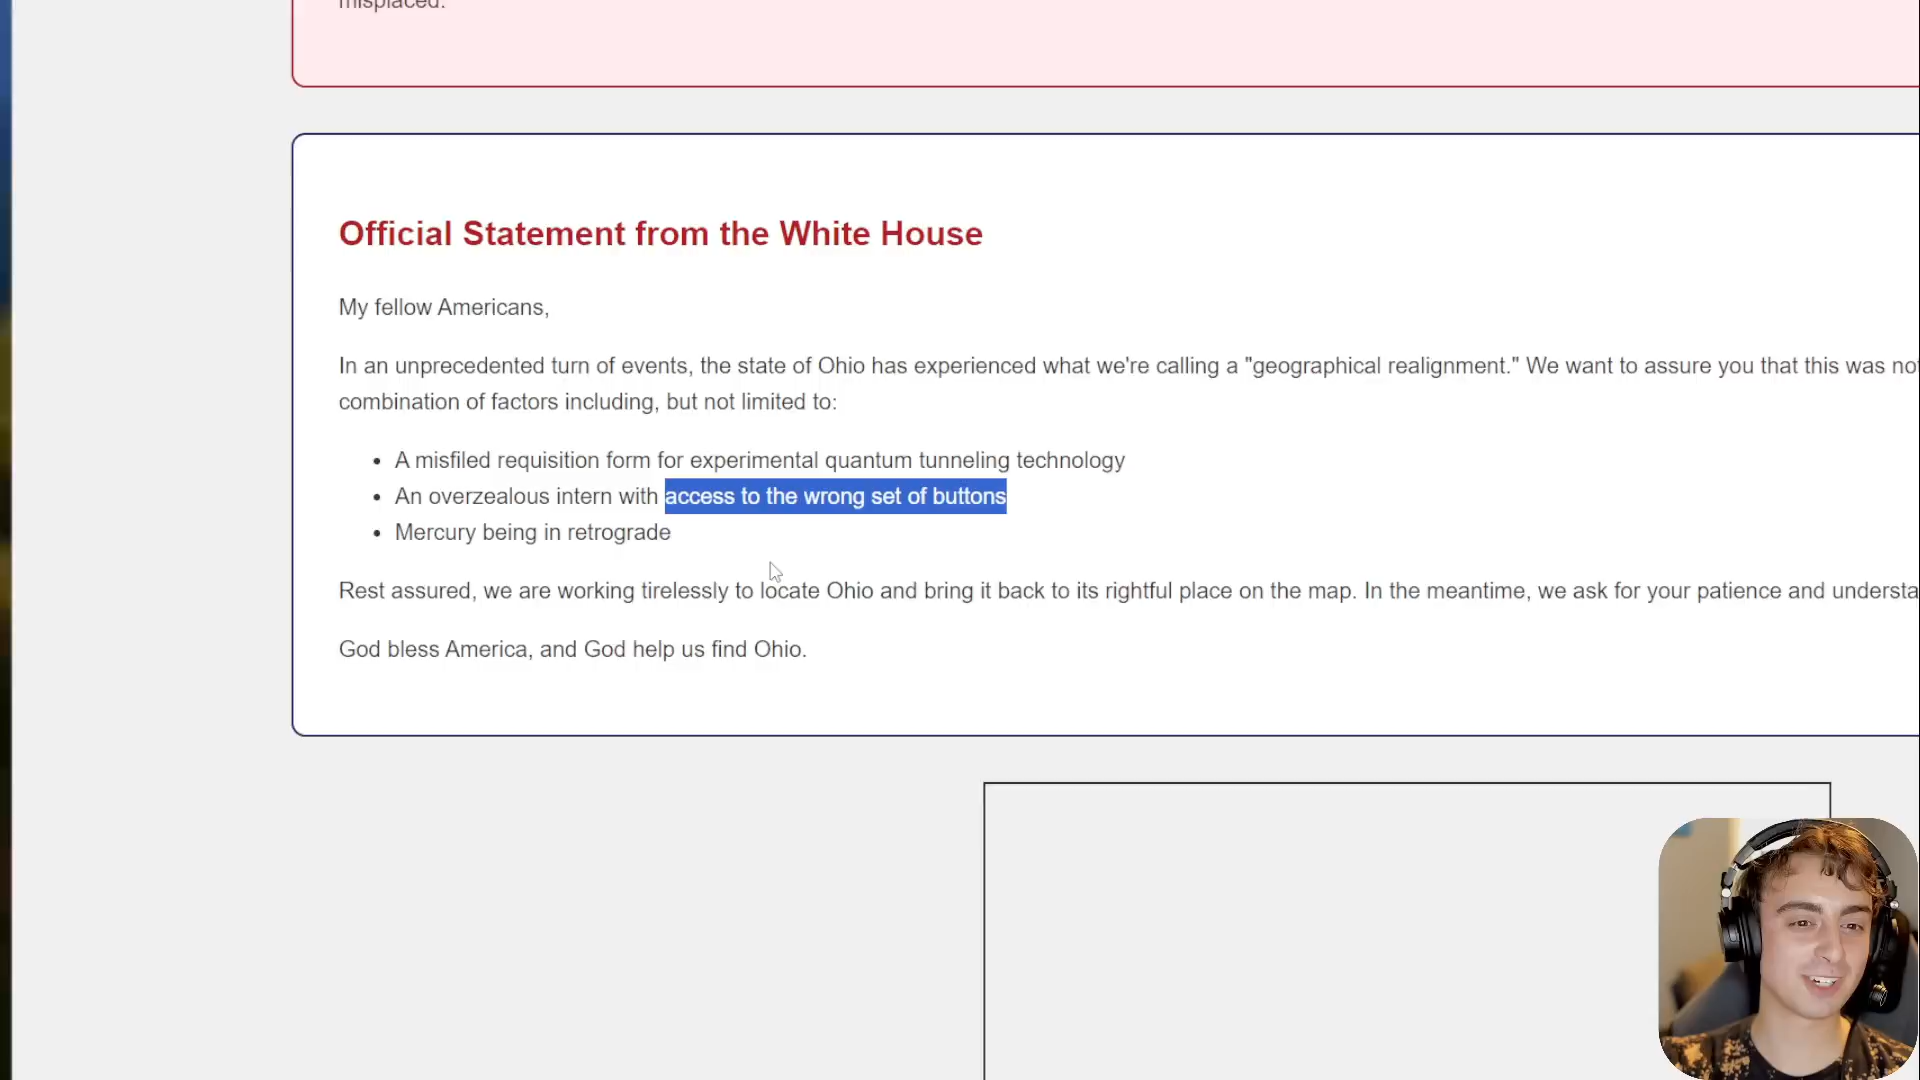 misplaced.
Official Statement from the White House
My fellow Americans,
In an unprecedented turn of events, the state of Ohio has experienced what we're calling a "geographical realignment." We want to assure you that this was not
combination of factors including, but not limited to:
• A misfiled requisition form for experimental quantum tunneling technology
• An overzealous intern with access to the wrong set of buttons
• Mercury being in retrograde
Rest assured, we are working tirelessly to locate Ohio and bring it back to its rightful place on the map. In the meantime, we ask for your patience and understa
God bless America, and God help us find Ohio.